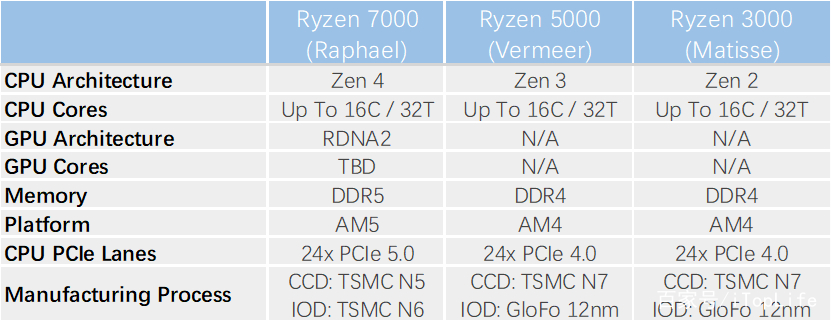 Ryzen 7000 (Raphael) Ryzen 5000 (Vermeer) Ryzen 3000 (Matisse)
CPU Architecture Zen 4 Zen 3 Zen 2
CPU Cores Up To 16C / 32T Up To 16C / 32T Up To 16C / 32T
GPU Architecture RDNA2 N/A N/A
GPU Cores TBD N/A N/A
Memory DDR5 DDR4 DDR4
Platform AM5 AM4 AM4
CPU PCIe Lanes 24x PCIe 5.0 24x PCIe 4.0 24x PCIe 4.0
Manufacturing Process CCD: TSMC N5 IOD: TSMC N6 CCD: TSMC N7 IOD: GloFo 12nm CCD: TSMC N7 IOD: GloFo 12nm